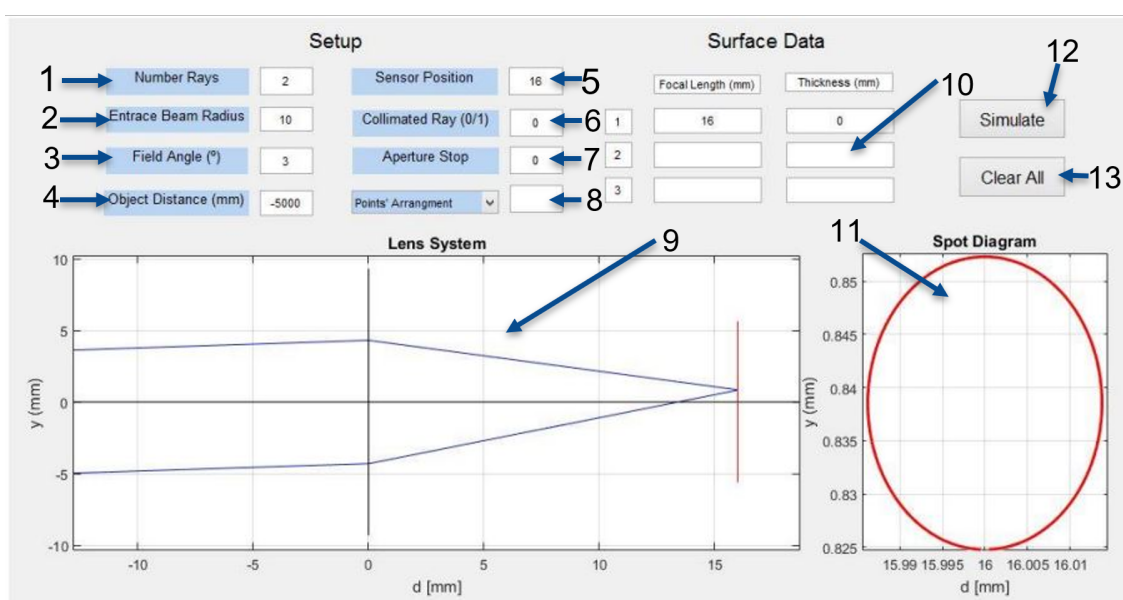 Setup
Surface Data
12
1 Number Rays 2 Sensor Position 16 5
Focal Length (mm) Thickness (mm) 10
2 Entrace Beam Radius 10 Collimated Ray (0/1) 0 6 1 16 0 Simulate
3 Field Angle (º) 3 Aperture Stop 0 7 2
4 Object Distance (mm) -5000 Points' Arrangment 8 3 Clear All 13
Lens System 9
11 Spot Diagram
10
5
0
-5
-10
y (mm)
-10 -5 0 5 10 15
d [mm]
0.85
0.845
0.84
0.835
0.83
0.825
y (mm)
15.99 15.995 16 16.005 16.01
d [mm]